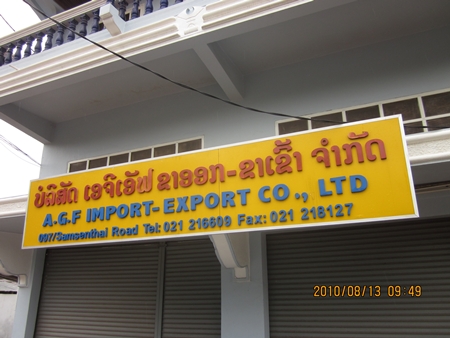 ບໍລິສັດ ເອຈີເອັຟ ຂາອອກ-ຂາເຂົ້າ ຈຳກັດ
A.G.F IMPORT-EXPORT CO., LTD
007/Samsenthai Road Tel: 021 216609 Fax: 021 218127
2010/08/13 09:49